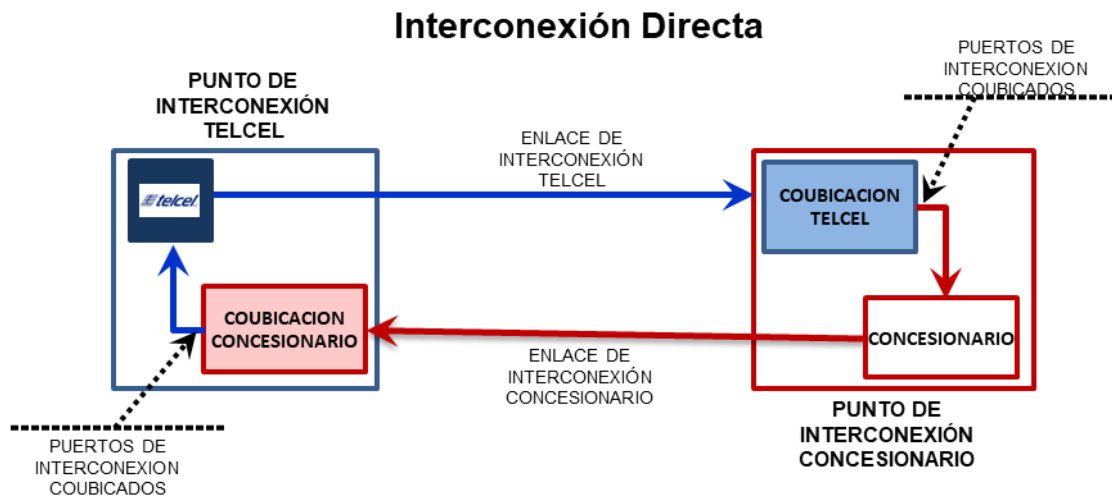 Interconexión Directa
PUERTOS DE
INTERCONEXION
COUBICADOS
PUNTO DE
INTERCONEXIÓN
TELCEL
ENLACE DE
INTERCONEXIÓN
TELCEL
telcel
COUBICACION
TELCEL
COUBICACION
CONCESIONARIO
CONCESIONARIO
ENLACE DE
INTERCONEXIÓN
CONCESIONARIO
PUNTO DE
INTERCONEXIÓN
CONCESIONARIO
PUERTOS DE
INTERCONEXION
COUBICADOS